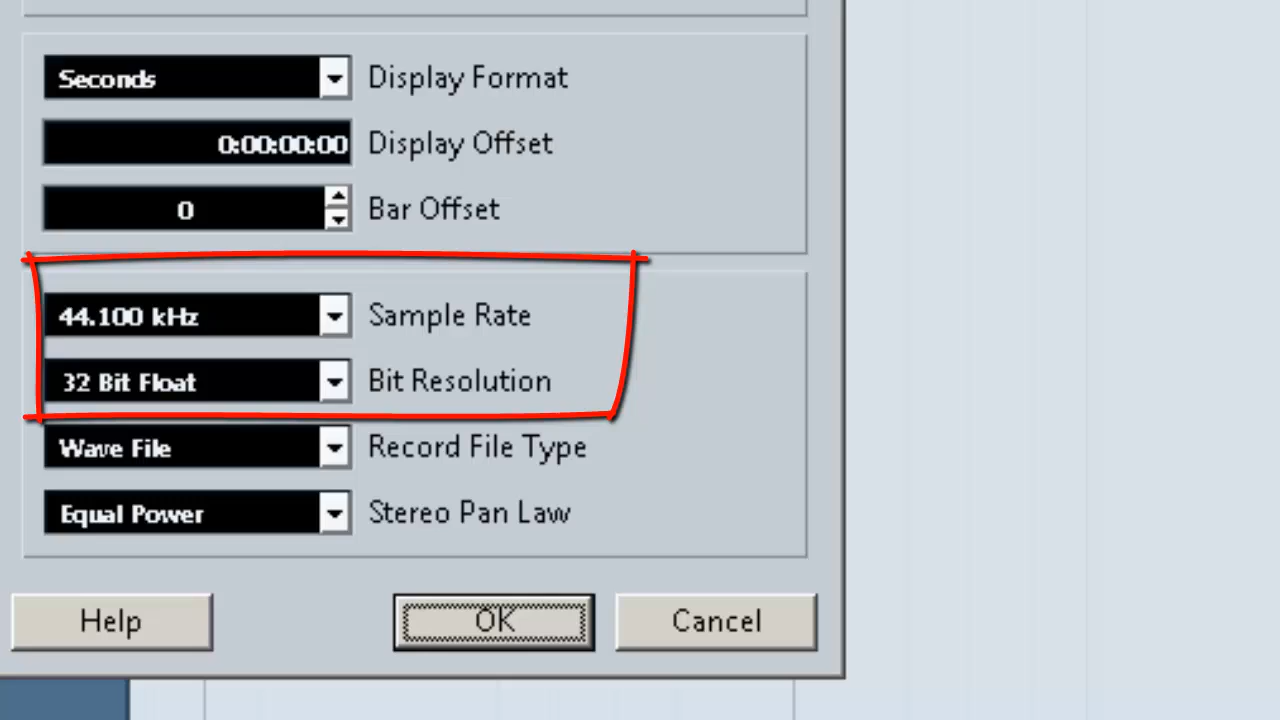 Seconds Display Format
0:00:00:00 Display Offset
0 Bar Offset
44.100 kHz Sample Rate
32 Bit Float Bit Resolution
Wave File Record File Type
Equal Power Stereo Pan Law
Help OK Cancel